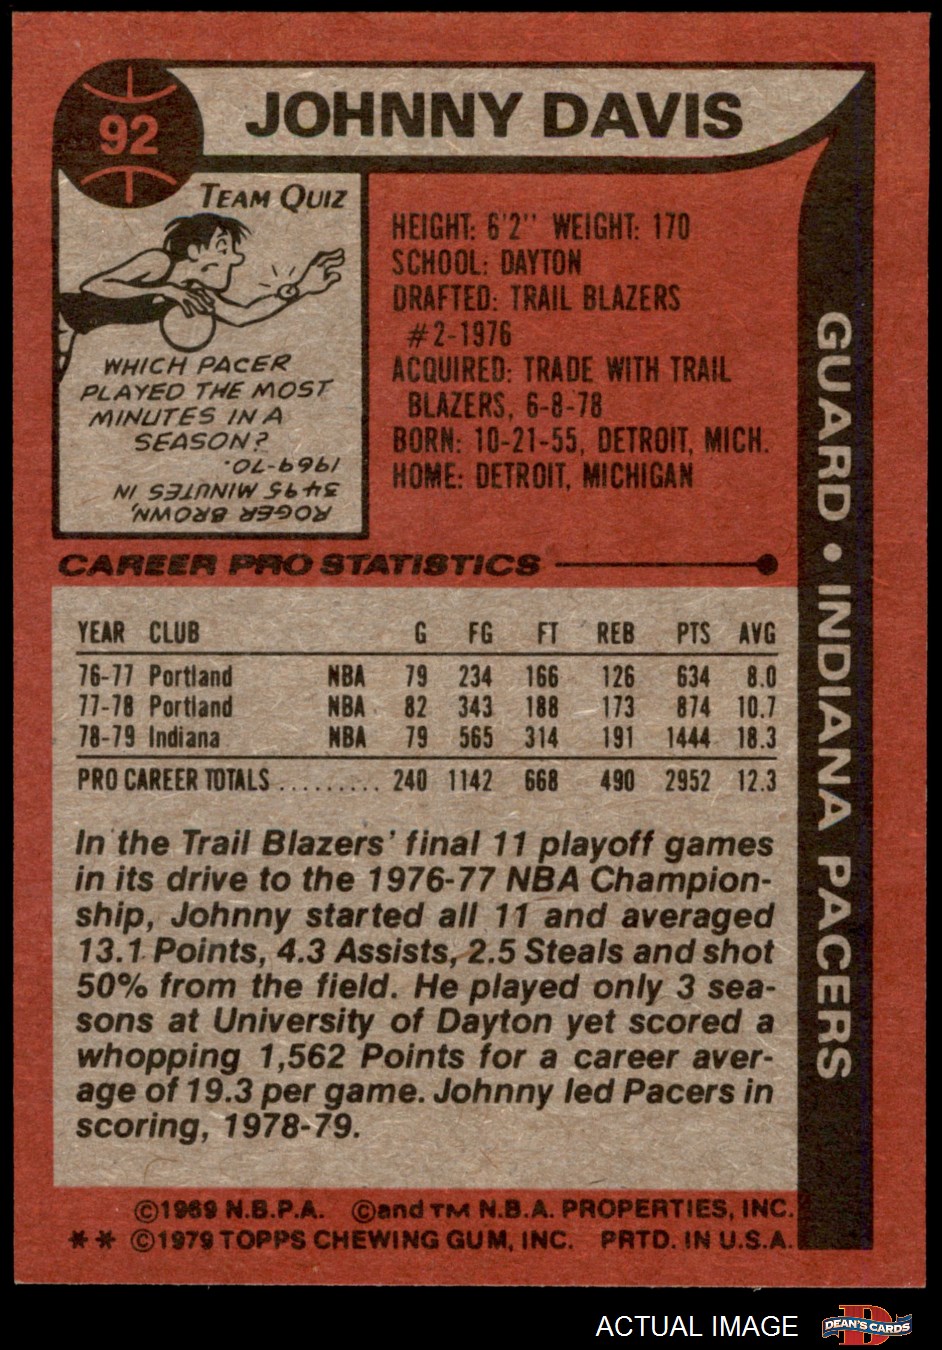 92
JOHNNY DAVIS
TEAM QUIZ
WHICH PACER
PLAYED THE MOST
MINUTES IN A
SEASON?
ROGER BROWN,
3495 MINUTES IN
1969-70.
HEIGHT: 6'2" WEIGHT: 170
SCHOOL: DAYTON
DRAFTED: TRAIL BLAZERS
#2-1976
ACQUIRED: TRADE WITH TRAIL
BLAZERS, 6-8-78
BORN: 10-21-55, DETROIT, MICH.
HOME: DETROIT, MICHIGAN
GUARD • INDIANA PACERS
CAREER PRO STATISTICS
YEAR CLUB G FG FT REB PTS AVG
76-77 Portland NBA 79 234 166 126 634 8.0
77-78 Portland NBA 82 343 188 173 874 10.7
78-79 Indiana NBA 79 565 314 191 1444 18.3
PRO CAREER TOTALS ......... 240 1142 668 490 2952 12.3
In the Trail Blazers' final 11 playoff games
in its drive to the 1976-77 NBA Champion-
ship, Johnny started all 11 and averaged
13.1 Points, 4.3 Assists, 2.5 Steals and shot
50% from the field. He played only 3 sea-
sons at University of Dayton yet scored a
whopping 1,562 Points for a career aver-
age of 19.3 per game. Johnny led Pacers in
scoring, 1978-79.
©1969 N.B.P.A. ©and TM N.B.A. PROPERTIES, INC.
** ©1979 TOPPS CHEWING GUM, INC. PRTD. IN U.S.A.
ACTUAL IMAGE
DEAN'S CARDS